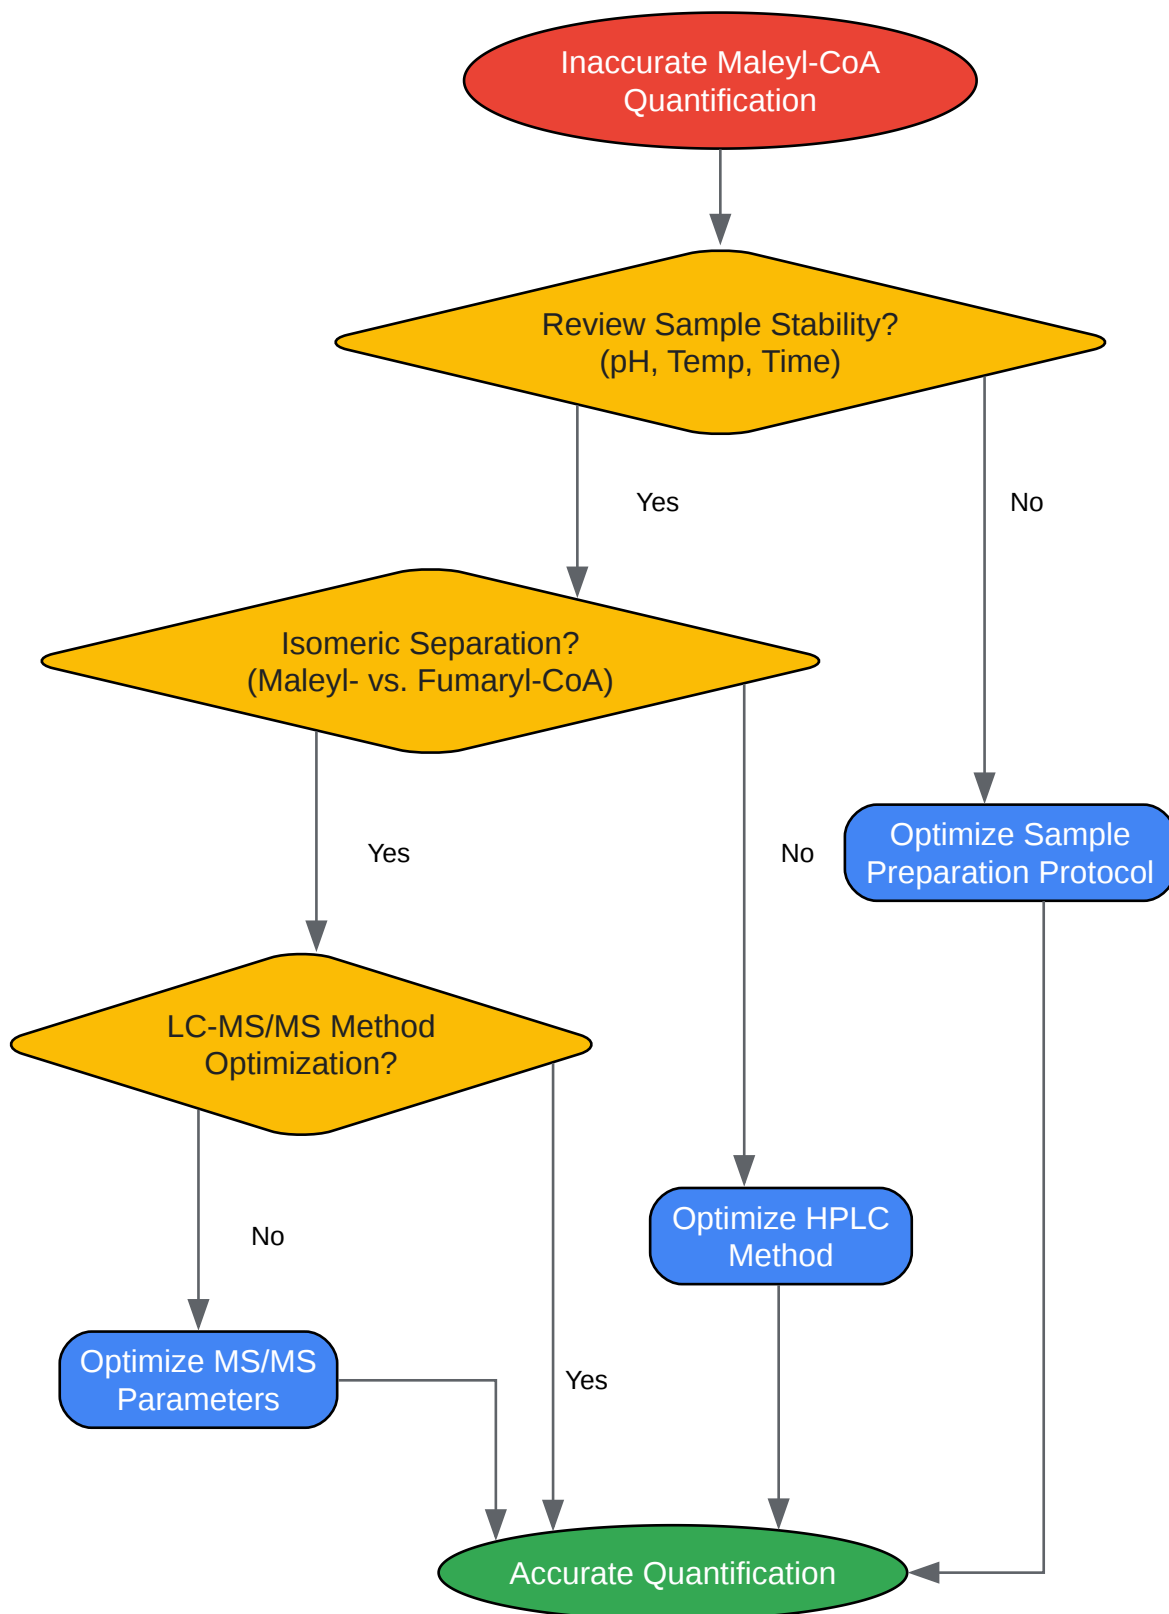 Inaccurate Maleyl-CoA
Quantification
Review Sample Stability?
(pH, Temp, Time)
Yes
No
Isomeric Separation?
(Maleyl- vs. Fumaryl-CoA)
Yes
No
Optimize Sample
Preparation Protocol
LC-MS/MS Method
Optimization?
No
Optimize HPLC
Method
Optimize MS/MS
Parameters
Yes
Accurate Quantification